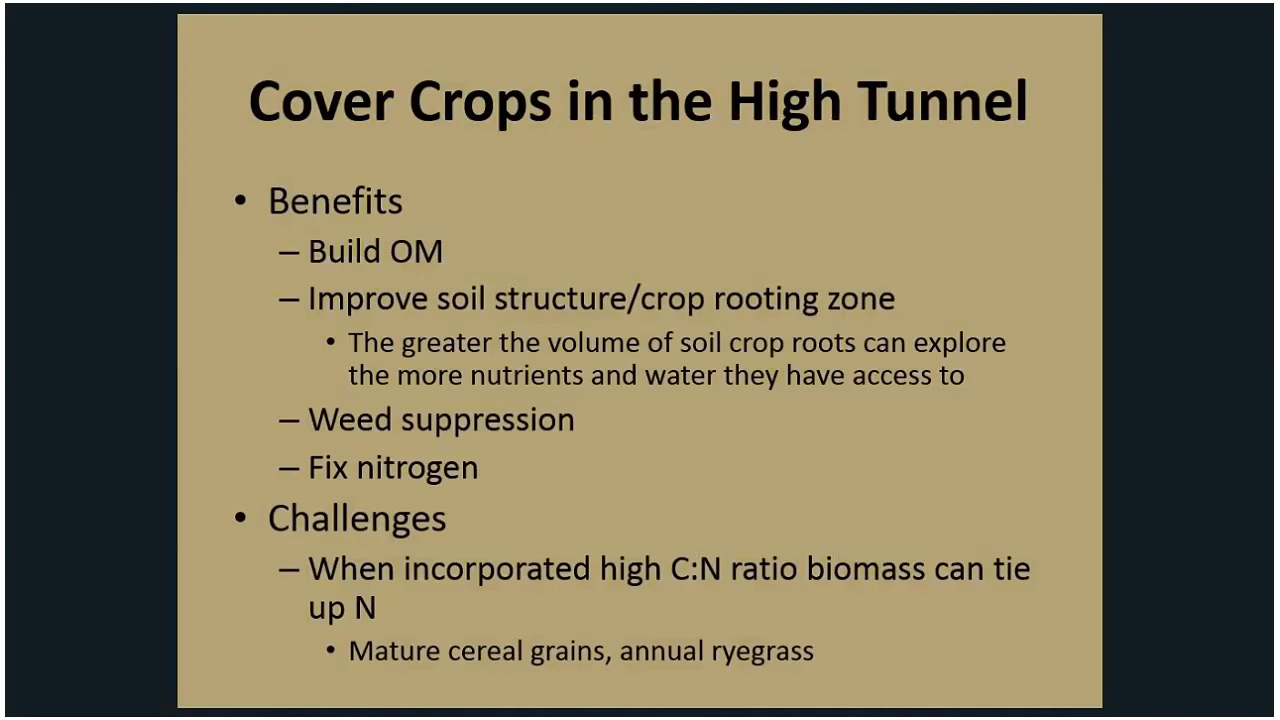 Cover Crops in the High Tunnel
• Benefits
– Build OM
– Improve soil structure/crop rooting zone
• The greater the volume of soil crop roots can explore
the more nutrients and water they have access to
– Weed suppression
– Fix nitrogen
• Challenges
– When incorporated high C:N ratio biomass can tie
up N
• Mature cereal grains, annual ryegrass